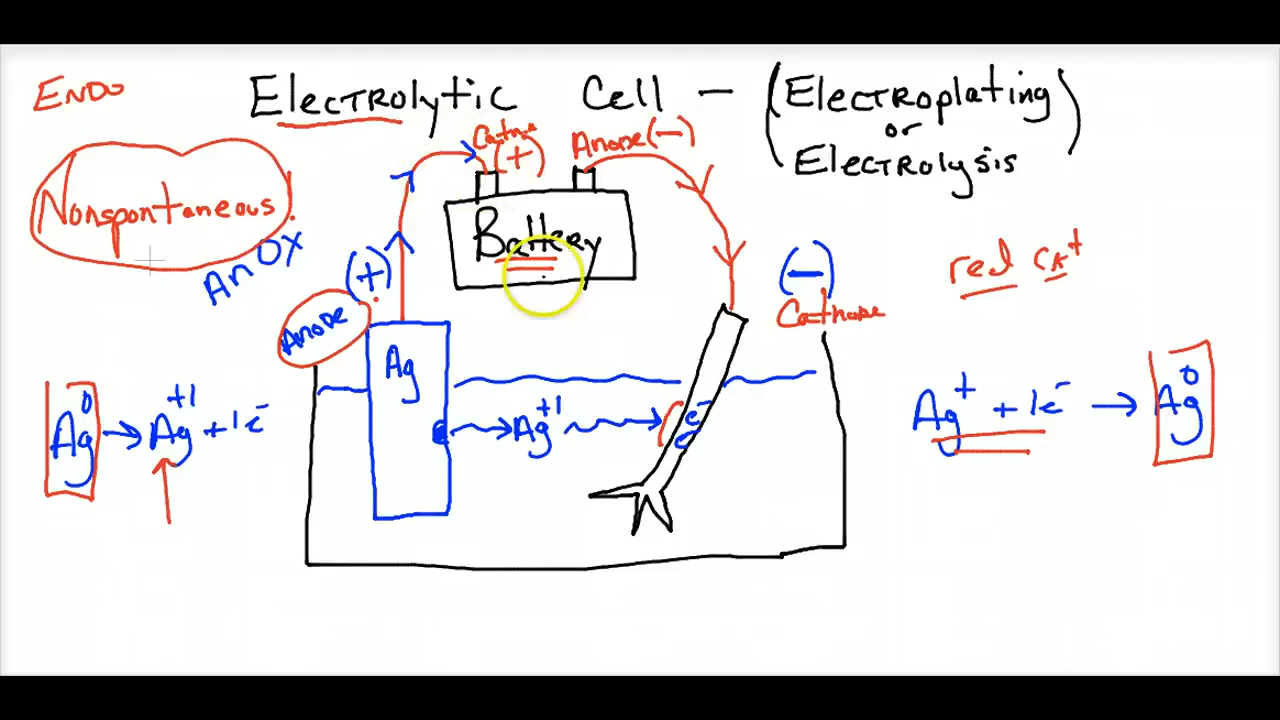 ENDO
Electrolytic Cell - (Electroplating
or
Electrolysis)
Cathode
(+)
Anode (-)
Nonspontaneous
Battery
An OX
(+)
(-)
red Cat
Anode
Cathode
Ag
Ag⁰ → Ag⁺¹ + 1e⁻
Ag⁺¹
e⁻
e⁻
Ag⁺ + 1e⁻ → Ag⁰